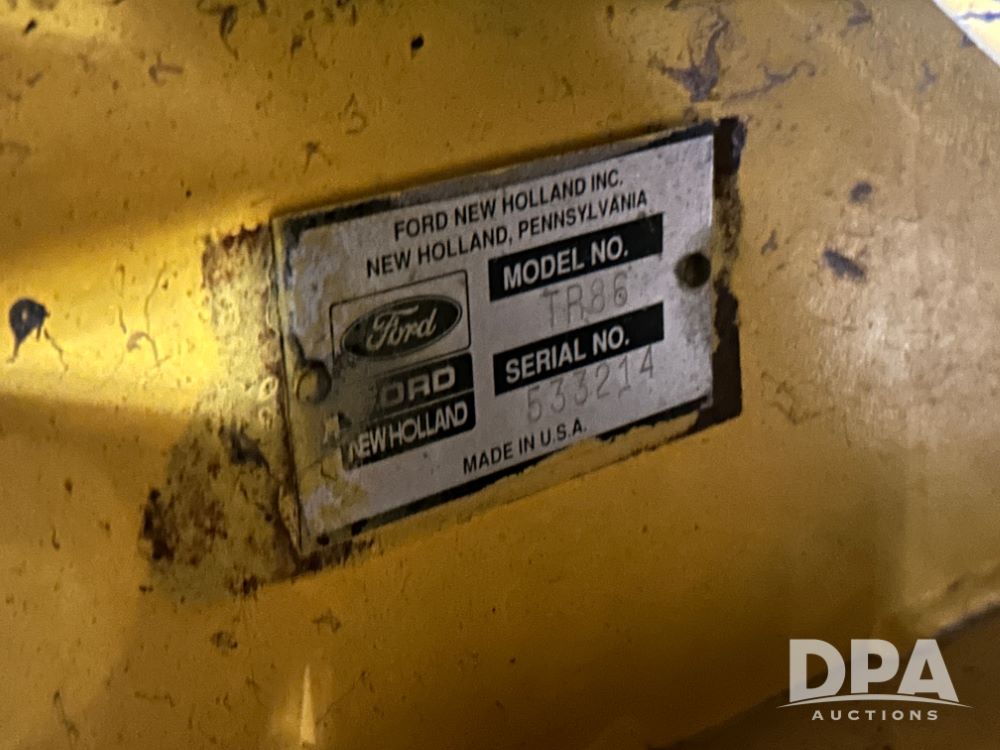 FORD NEW HOLLAND INC.
NEW HOLLAND, PENNSYLVANIA
MODEL NO.
TR86
Ford
SERIAL NO.
FORD
533214
NEW HOLLAND
MADE IN U.S.A.
DPA
AUCTIONS